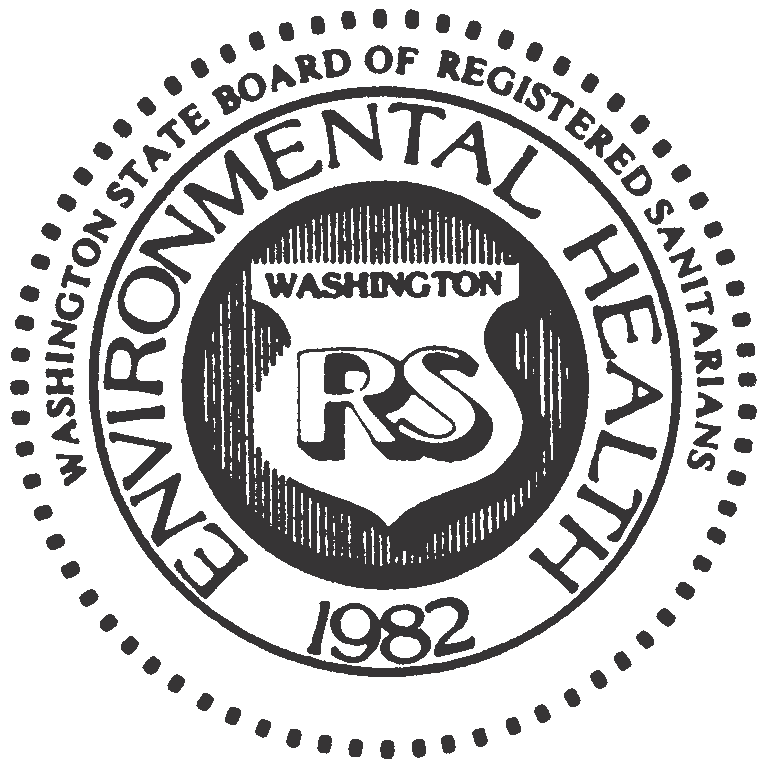 WASHINGTON STATE BOARD OF REGISTERED SANITARIANS
ENVIRONMENTAL HEALTH
WASHINGTON
RS
1982